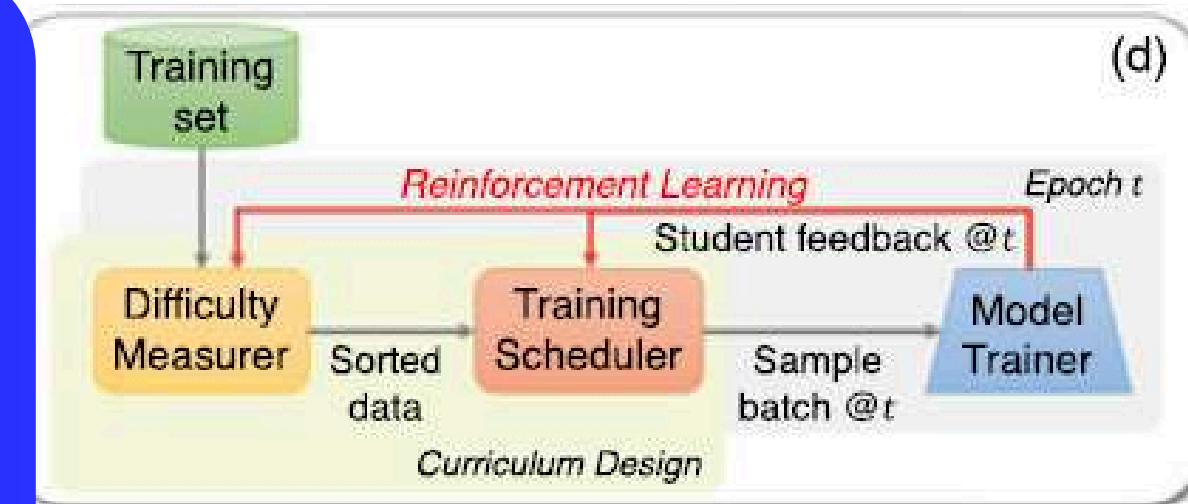 Training
set
(d)
Reinforcement Learning
Epoch t
Student feedback @t
Difficulty
Measurer
Sorted
data
Training
Scheduler
Sample
batch @t
Model
Trainer
Curriculum Design